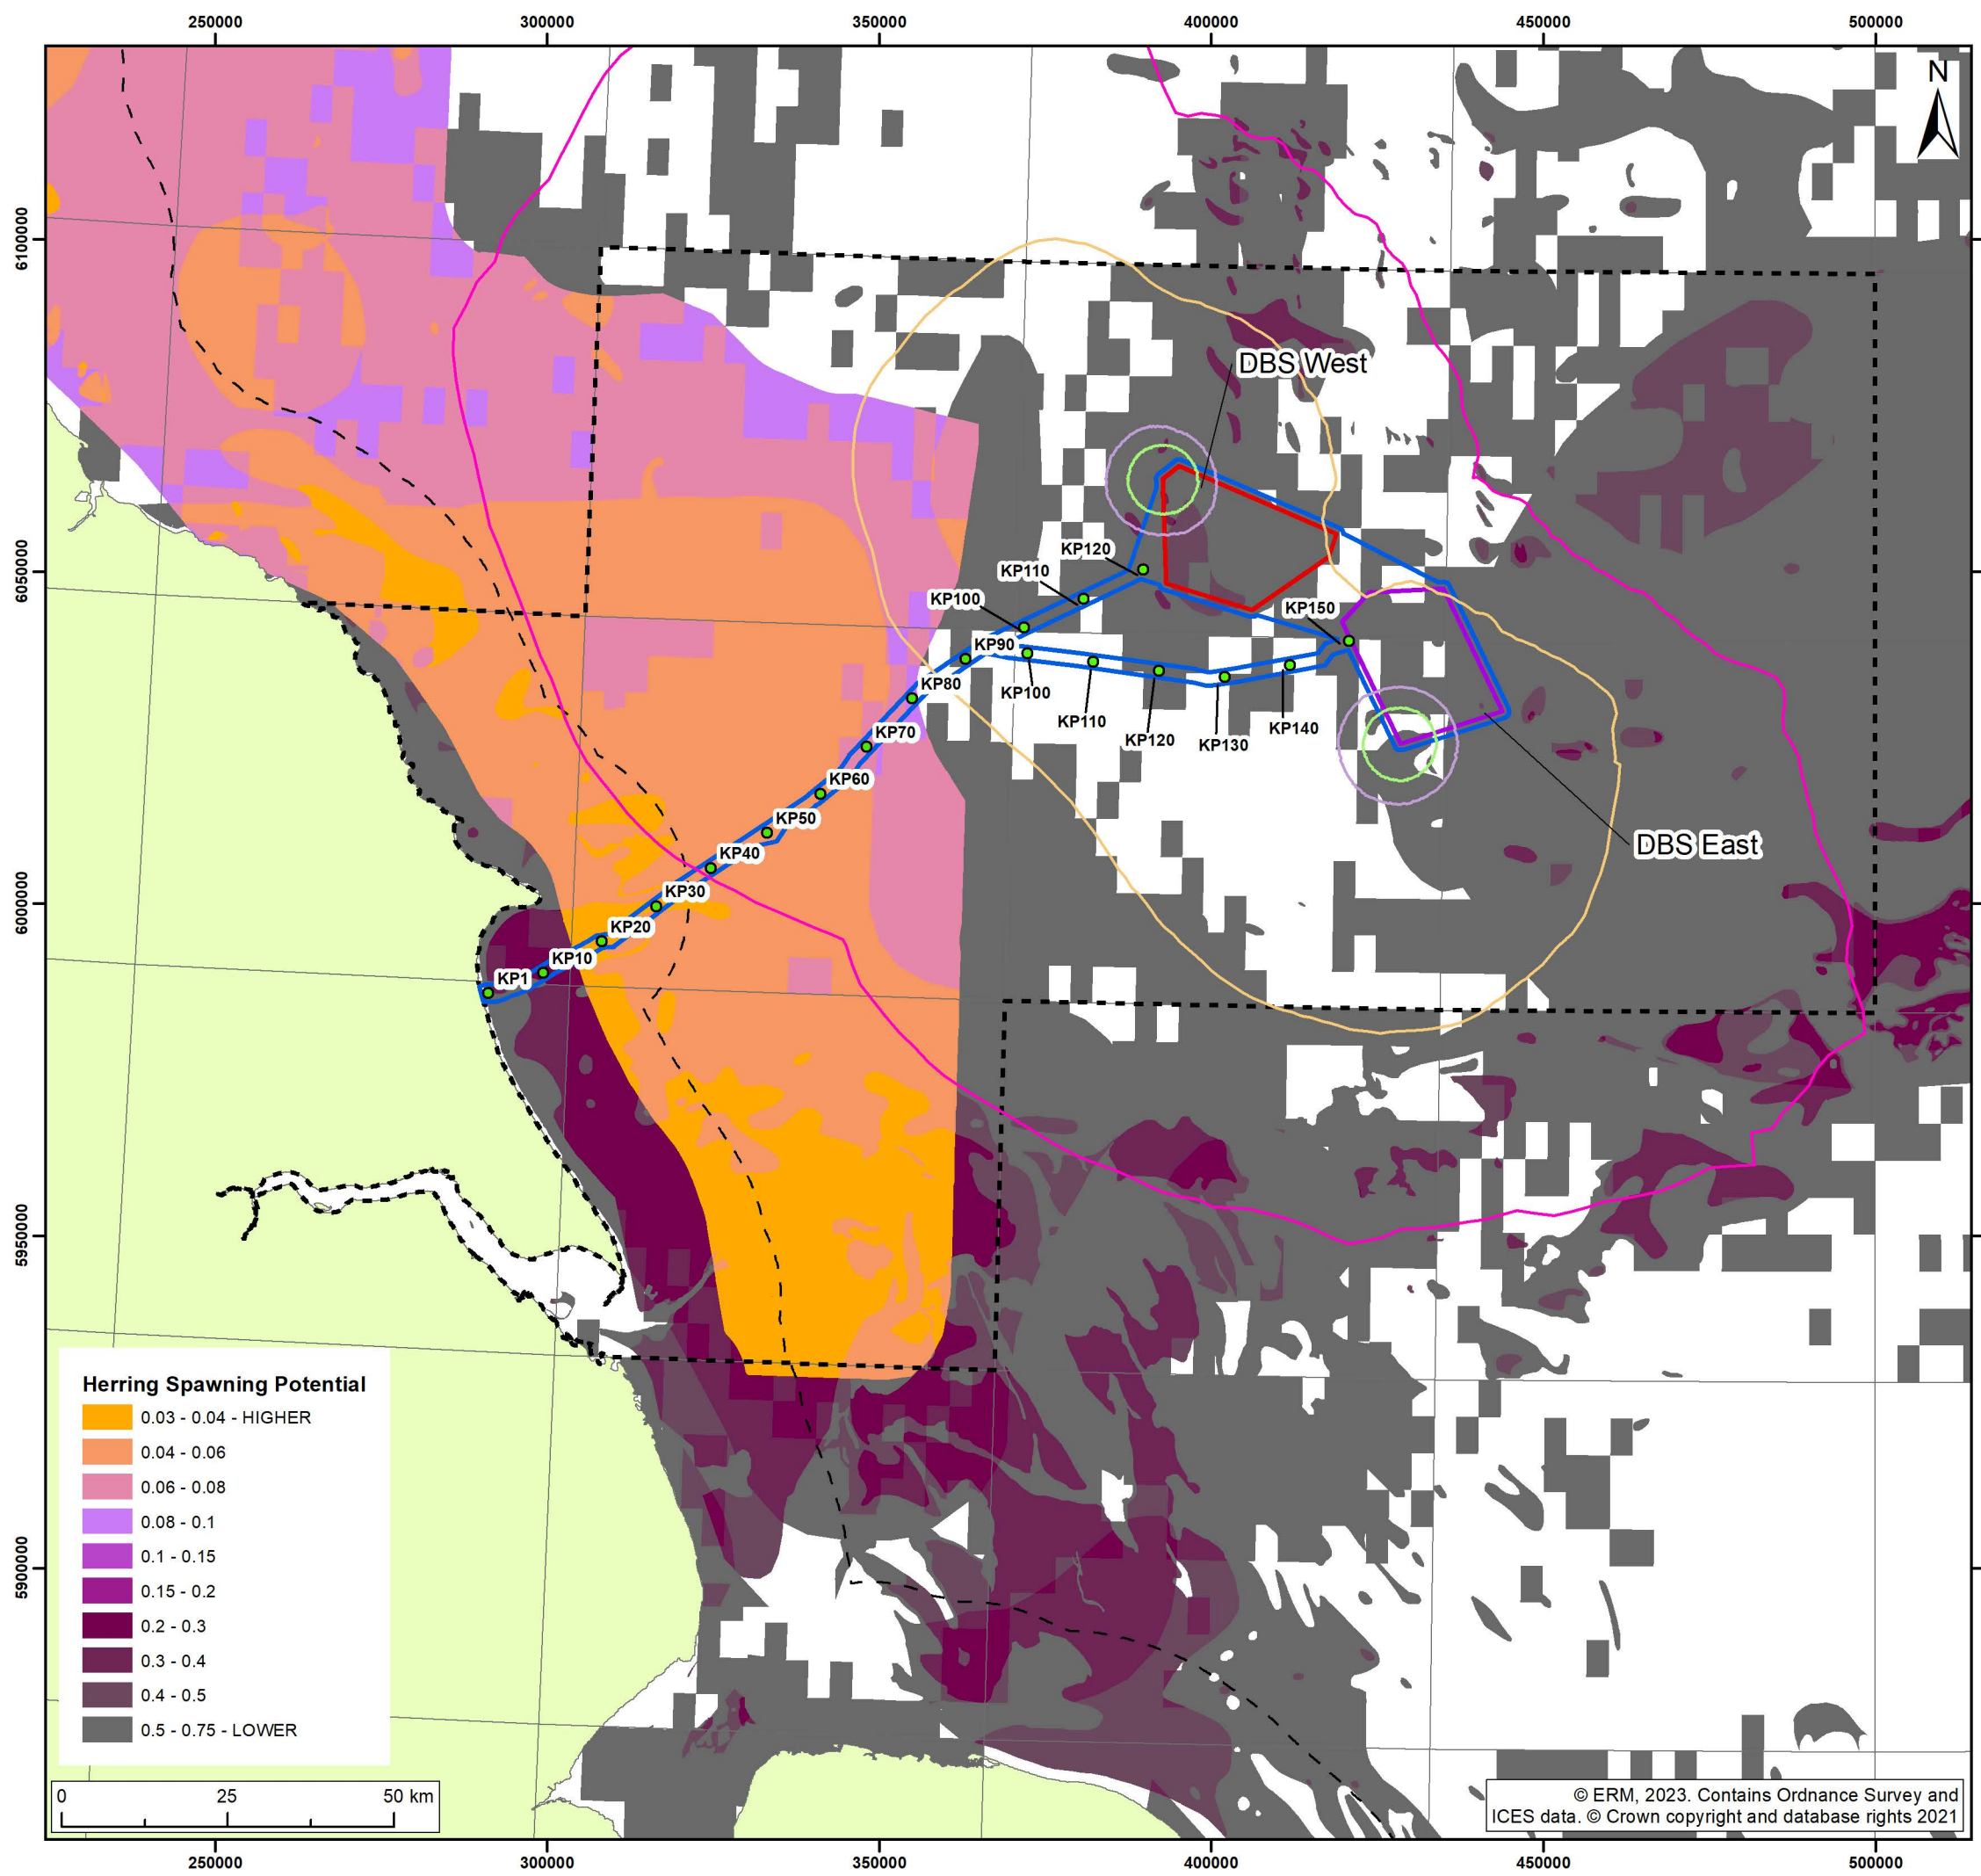 250000
300000
350000
400000
450000
500000
N
6100000
6050000
6000000
5950000
5900000
DBS West
KP120
KP110
KP100
KP150
KP90
KP80
KP100
KP110
KP120
KP130
KP140
KP70
KP60
KP50
KP40
KP30
KP20
KP10
KP1
DBS East
Herring Spawning Potential
0.03 - 0.04 - HIGHER
0.04 - 0.06
0.06 - 0.08
0.08 - 0.1
0.1 - 0.15
0.15 - 0.2
0.2 - 0.3
0.3 - 0.4
0.4 - 0.5
0.5 - 0.75 - LOWER
0 25 50 km
© ERM, 2023. Contains Ordnance Survey and
ICES data. © Crown copyright and database rights 2021
250000
300000
350000
400000
450000
500000